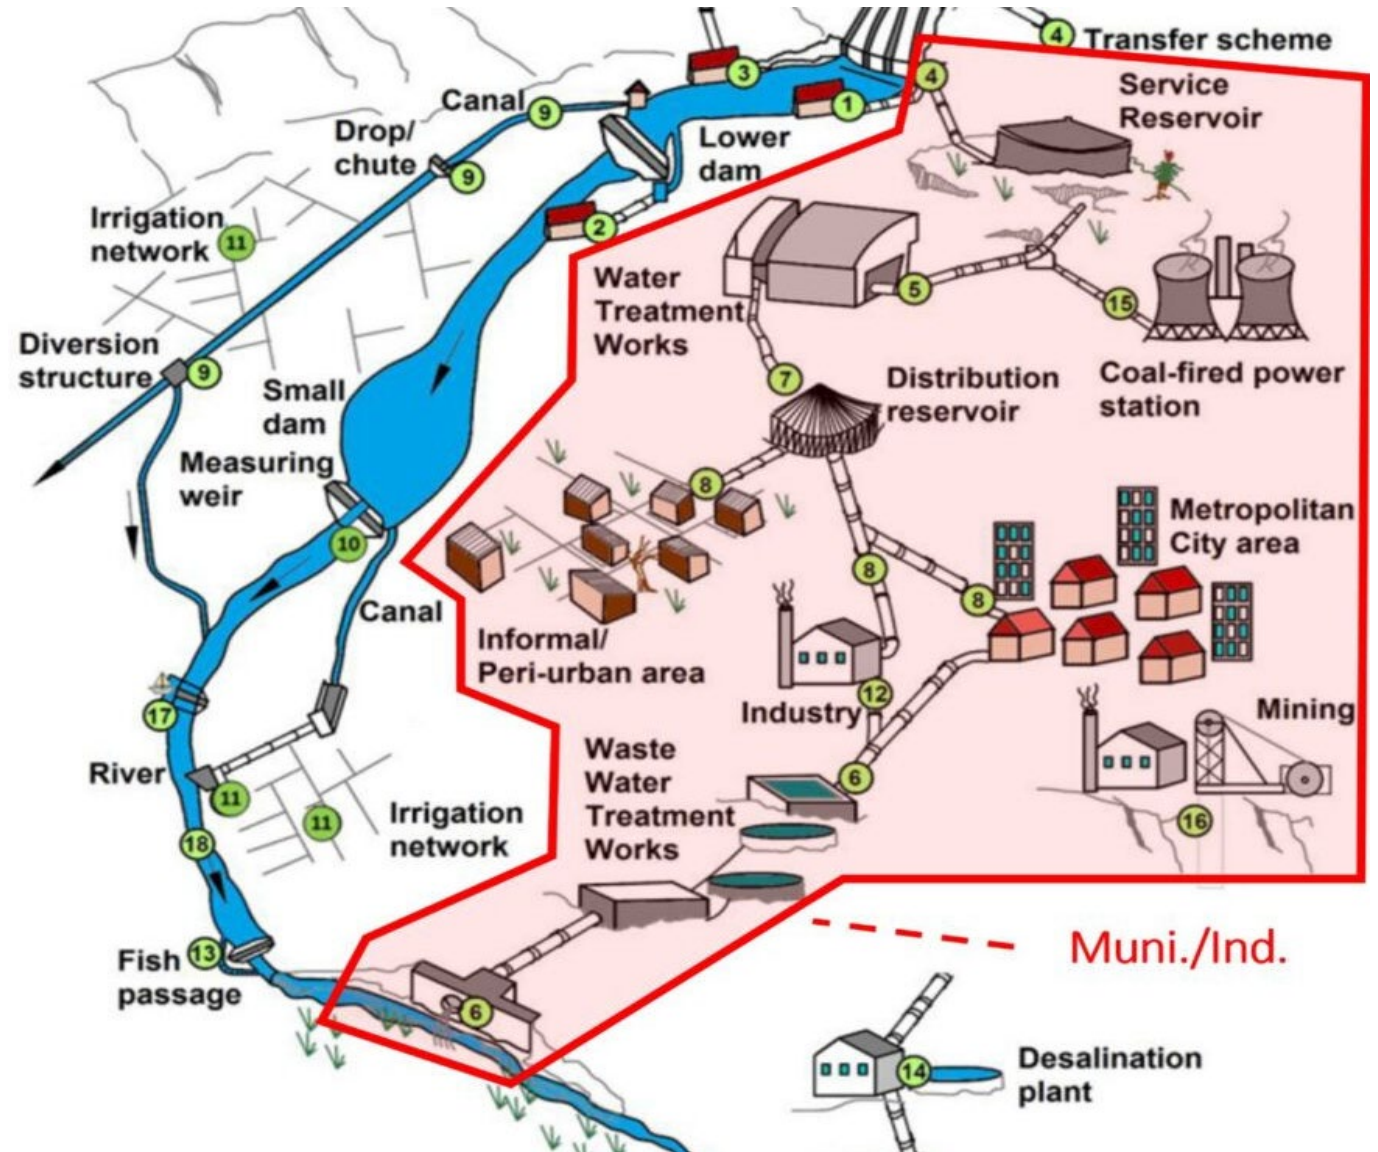 4
Transfer scheme
3
4
1
Service
Reservoir
Canal
9
Drop/
chute
9
Lower
dam
2
Irrigation
network
11
Water
Treatment
Works
5
15
Diversion
structure
9
7
Distribution
reservoir
Coal-fired power
station
Small
dam
Measuring
weir
8
10
Metropolitan
City area
8
8
Canal
Informal/
Peri-urban area
12
Industry
17
Mining
River
Waste
Water
Treatment
Works
6
11
11
Irrigation
network
16
18
Muni./Ind.
13
Fish
passage
6
14
Desalination
plant